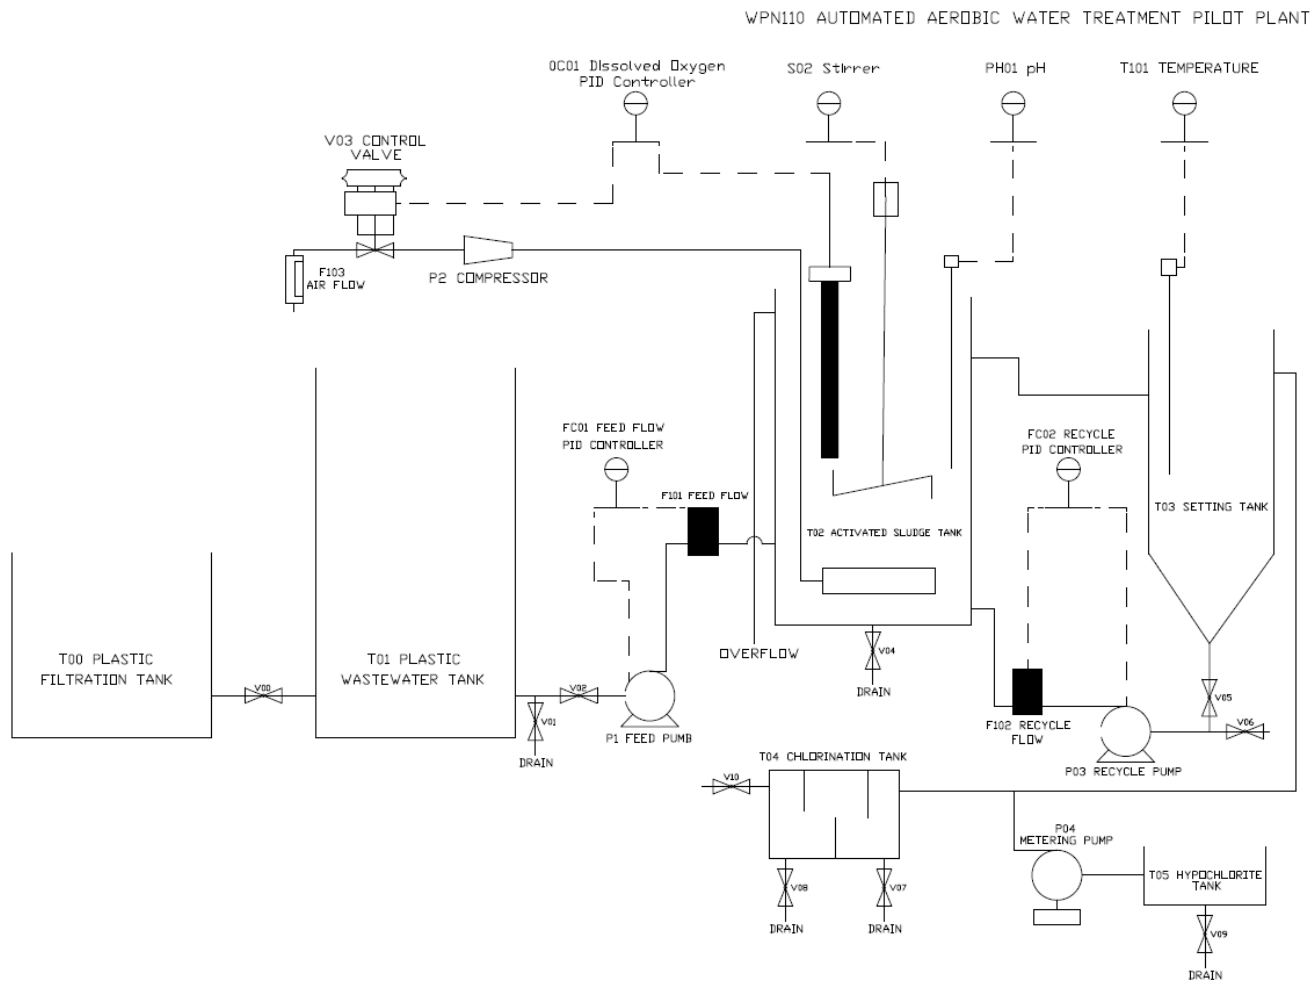 WPN110 AUTOMATED AEROBIC WATER TREATMENT PILOT PLANT
OC01 Dissolved Oxygen
PID Controller
S02 Stirrer
PH01 pH
T101 TEMPERATURE
V03 CONTROL
VALVE
F103
AIR FLOW
P2 COMPRESSOR
FC01 FEED FLOW
PID CONTROLLER
F101 FEED FLOW
FC02 RECYCLE
PID CONTROLLER
T02 ACTIVATED SLUDGE TANK
T03 SETTING TANK
T00 PLASTIC
FILTRATION TANK
T01 PLASTIC
WASTEWATER TANK
OVERFLOW
V04
DRAIN
V00
V02
V01
DRAIN
P1 FEED PUMB
V05
V06
F102 RECYCLE
FLOW
P03 RECYCLE PUMP
T04 CHLORINATION TANK
V10
P04
METERING PUMP
V08
V07
DRAIN
DRAIN
T05 HYPOCHLORITE
TANK
V09
DRAIN